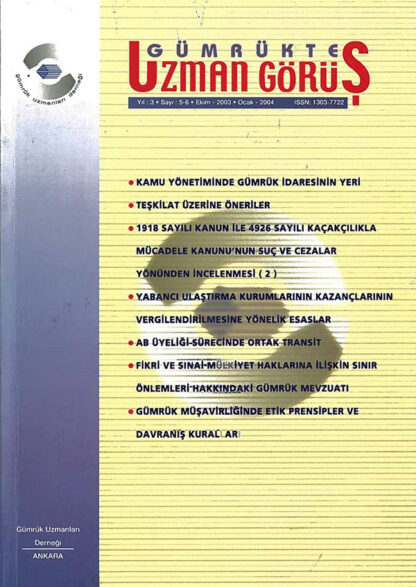 gümrük uzmanları derneği
GÜMRÜKTE
UZMAN GÖRÜŞ
Yıl : 3 • Sayı : 5-6 • Ekim - 2003 • Ocak - 2004 ISSN: 1303-7722
• KAMU YÖNETİMİNDE GÜMRÜK İDARESİNİN YERİ
• TEŞKİLAT ÜZERİNE ÖNERİLER
• 1918 SAYILI KANUN İLE 4926 SAYILI KAÇAKÇILIKLA
MÜCADELE KANUNU'NUN SUÇ VE CEZALAR
YÖNÜNDEN İNCELENMESİ ( 2 )
• YABANCI ULAŞTIRMA KURUMLARININ KAZANÇLARININ
VERGİLENDİRİLMESİNE YÖNELİK ESASLAR
• AB ÜYELİĞİ-SÜRECİNDE ORTAK TRANSİT
• FİKRİ VE SINAİ-MÜLKİYET HAKLARINA İLİŞKİN SINIR
ÖNLEMLERİ HAKKINDAKİ GÜMRÜK MEVZUATI
• GÜMRÜK MÜŞAVİRLİĞİNDE ETİK PRENSİPLER VE
DAVRANIŞ KURALLARI
Gümrük Uzmanları
Derneği
ANKARA